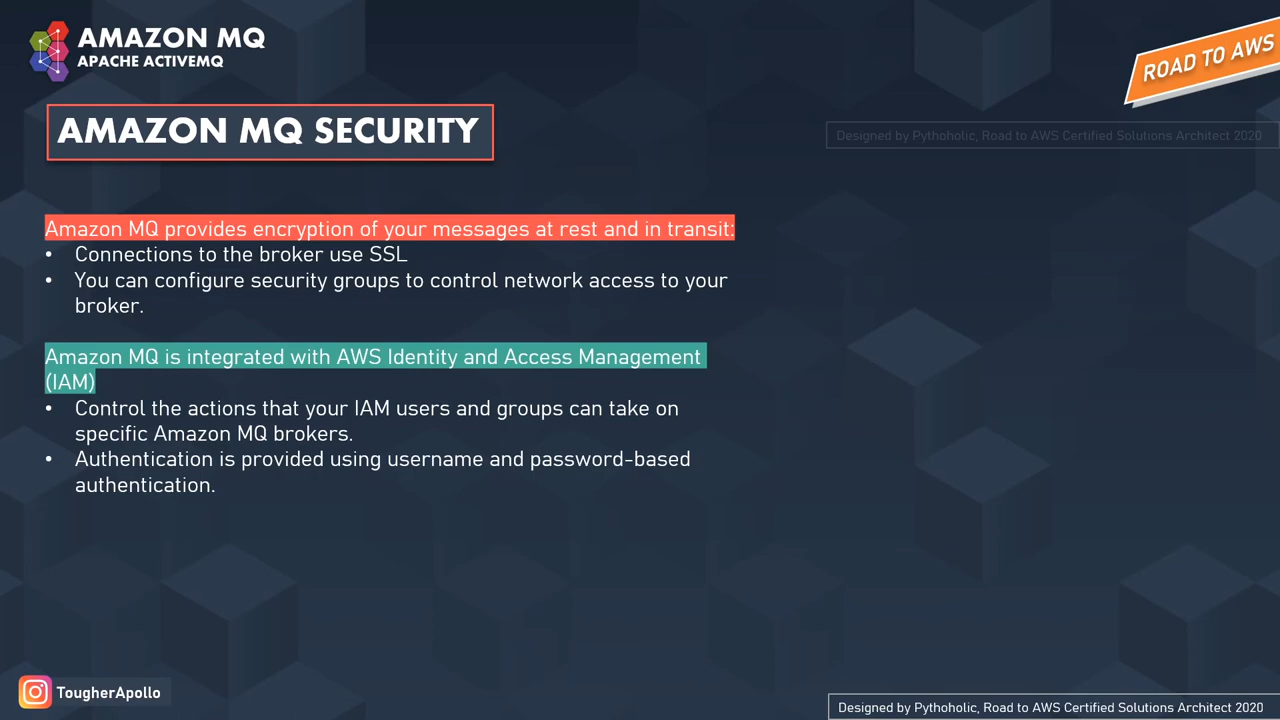 AMAZON MQ
APACHE ACTIVEMQ
ROAD TO AWS
AMAZON MQ SECURITY
Designed by Pythoholic, Road to AWS Certified Solutions Architect 2020
Amazon MQ provides encryption of your messages at rest and in transit:
• Connections to the broker use SSL
• You can configure security groups to control network access to your
broker.
Amazon MQ is integrated with AWS Identity and Access Management
(IAM)
• Control the actions that your IAM users and groups can take on
specific Amazon MQ brokers.
• Authentication is provided using username and password-based
authentication.
TougherApollo
Designed by Pythoholic, Road to AWS Certified Solutions Architect 2020